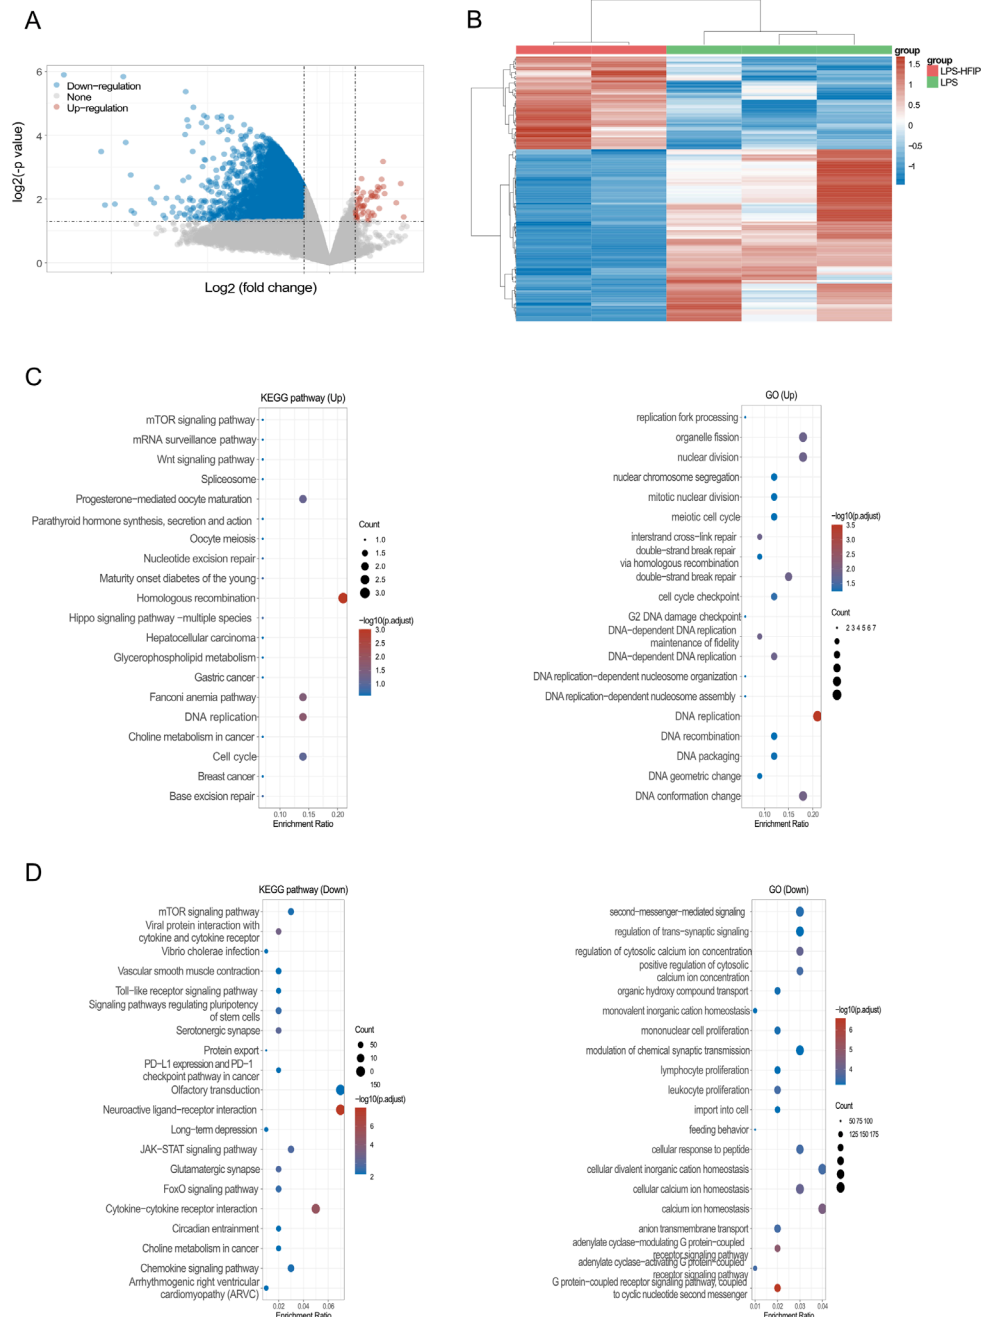 A
6
4
2
0
log2(-p value)
Down-regulation
None
Up-regulation
Log2 (fold change)
B
group
1.5
1
0.5
0
−0.5
−1
group
LPS-HFIP
LPS
C
KEGG pathway (Up)
mTOR signaling pathway
mRNA surveillance pathway
Wnt signaling pathway
Spliceosome
Progesterone−mediated oocyte maturation
Parathyroid hormone synthesis, secretion and action
Oocyte meiosis
Nucleotide excision repair
Maturity onset diabetes of the young
Homologous recombination
Hippo signaling pathway −multiple species
Hepatocellular carcinoma
Glycerophospholipid metabolism
Gastric cancer
Fanconi anemia pathway
DNA replication
Choline metabolism in cancer
Cell cycle
Breast cancer
Base excision repair
0.10 0.15 0.20
Enrichment Ratio
Count
1.0
1.5
2.0
2.5
3.0
−log10(p.adjust)
3.0
2.5
2.0
1.5
1.0
GO (Up)
replication fork processing
organelle fission
nuclear division
nuclear chromosome segregation
mitotic nuclear division
meiotic cell cycle
interstrand cross−link repair
double−strand break repair
via homologous recombination
double−strand break repair
cell cycle checkpoint
G2 DNA damage checkpoint
DNA−dependent DNA replication
maintenance of fidelity
DNA−dependent DNA replication
DNA replication−dependent nucleosome organization
DNA replication−dependent nucleosome assembly
DNA replication
DNA recombination
DNA packaging
DNA geometric change
DNA conformation change
0.10 0.15 0.20
Enrichment Ratio
−log10(p.adjust)
3.5
3.0
2.5
2.0
1.5
Count
2 3 4 5 6 7
D
KEGG pathway (Down)
mTOR signaling pathway
Viral protein interaction with
cytokine and cytokine receptor
Vibrio cholerae infection
Vascular smooth muscle contraction
Toll−like receptor signaling pathway
Signaling pathways regulating pluripotency
of stem cells
Serotonergic synapse
Protein export
PD−L1 expression and PD−1
checkpoint pathway in cancer
Olfactory transduction
Neuroactive ligand−receptor interaction
Long−term depression
JAK−STAT signaling pathway
Glutamatergic synapse
FoxO signaling pathway
Cytokine−cytokine receptor interaction
Circadian entrainment
Choline metabolism in cancer
Chemokine signaling pathway
Arrhythmogenic right ventricular
cardiomyopathy (ARVC)
0.02 0.04 0.06
Enrichment Ratio
Count
50
10
0
150
−log10(p.adjust)
6
4
2
GO (Down)
second−messenger−mediated signaling
regulation of trans−synaptic signaling
regulation of cytosolic calcium ion concentration
positive regulation of cytosolic
calcium ion concentration
organic hydroxy compound transport
monovalent inorganic cation homeostasis
mononuclear cell proliferation
modulation of chemical synaptic transmission
lymphocyte proliferation
leukocyte proliferation
import into cell
feeding behavior
cellular response to peptide
cellular divalent inorganic cation homeostasis
cellular calcium ion homeostasis
calcium ion homeostasis
anion transmembrane transport
adenylate cyclase−modulating G protein−coupled
receptor signaling pathway
adenylate cyclase−activating G protein−coupled
receptor signaling pathway
G protein−coupled receptor signaling pathway, coupled
to cyclic nucleotide second messenger
0.01 0.02 0.03 0.04
Enrichment Ratio
−log10(p.adjust)
6
5
4
Count
50 75 100
125 150 175